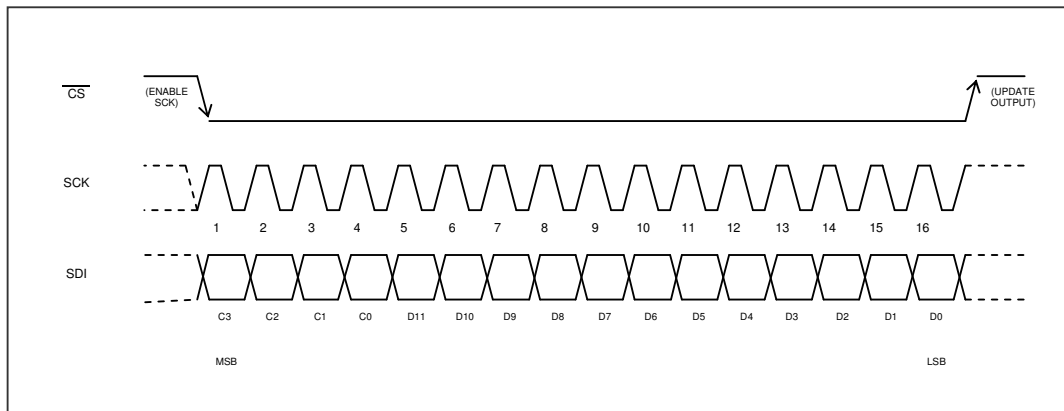 CS
(ENABLE
SCK)
(UPDATE
OUTPUT)
SCK
1 2 3 4 5 6 7 8 9 10 11 12 13 14 15 16
SDI
C3 C2 C1 C0 D11 D10 D9 D8 D7 D6 D5 D4 D3 D2 D1 D0
MSB LSB